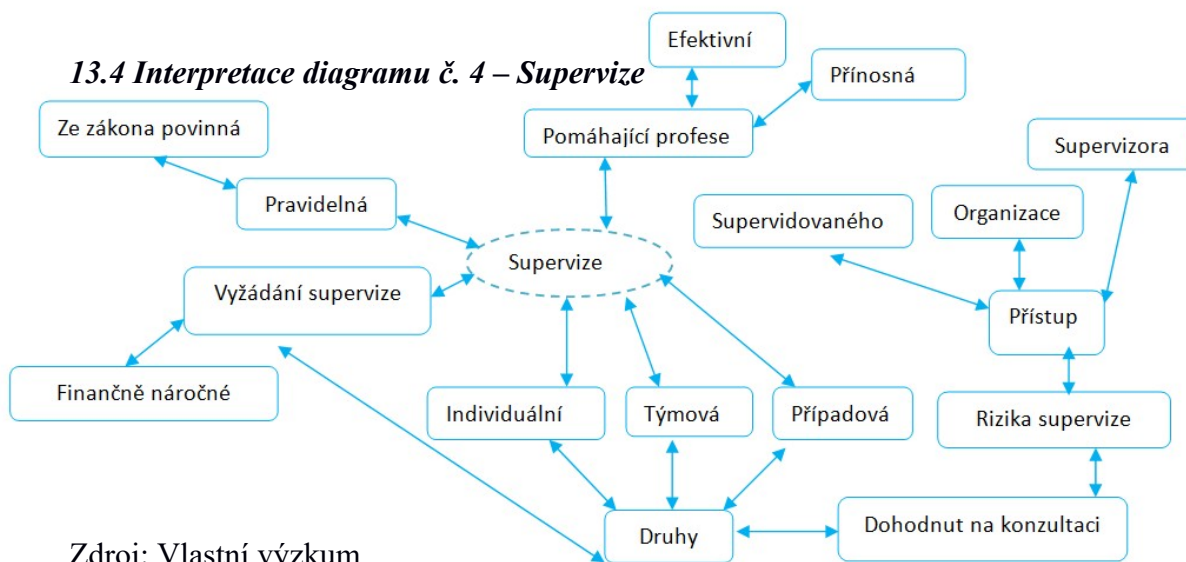 Efektivní
13.4 Interpretace diagramu č. 4 – Supervize
Přínosná
Ze zákona povinná
Pomáhající profese
Supervizora
Pravidelná
Supervidovaného
Organizace
Supervize
Vyžádání supervize
Přístup
Finančně náročné
Individuální
Týmová
Případová
Rizika supervize
Druhy
Dohodnut na konzultaci
Zdroj: Vlastní výzkum